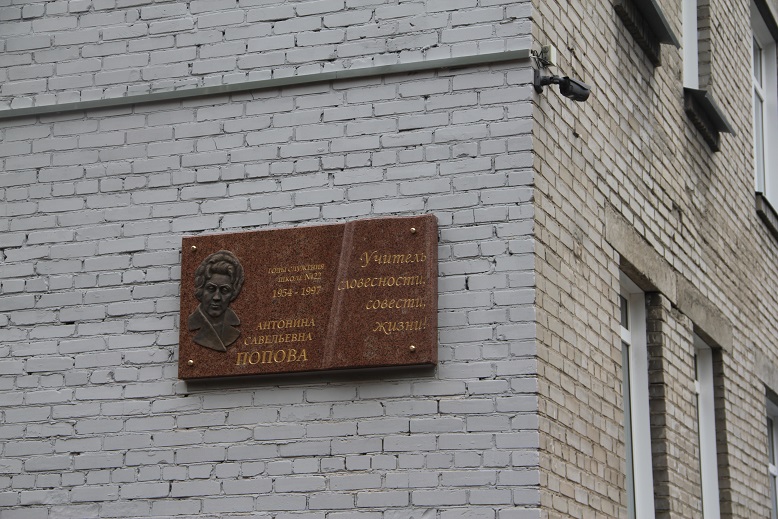 годы служения
школе №22
1954 - 1997
АНТОНИНА
САВЕЛЬЕВНА
ПОПОВА
Учитель
словесности,
совести,
жизни!